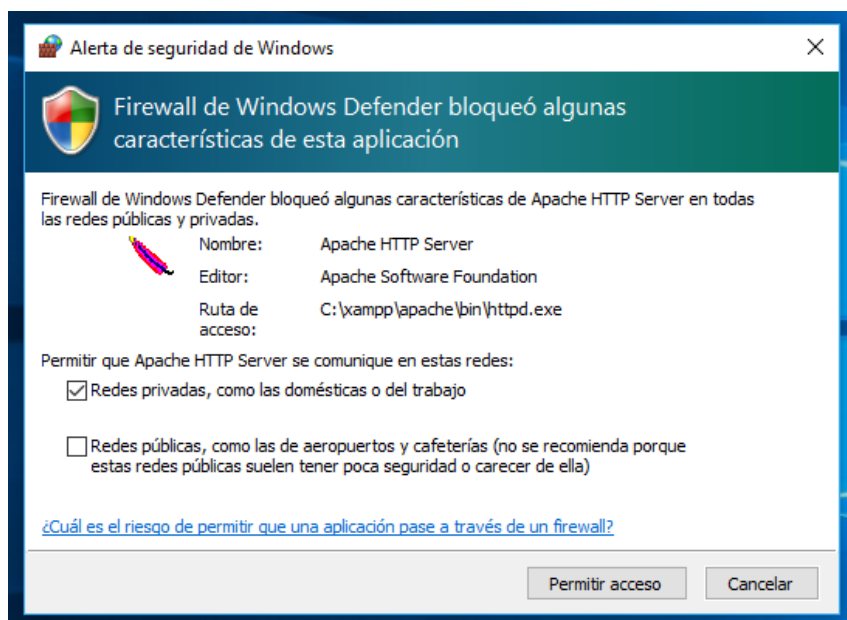 Alerta de seguridad de Windows
Firewall de Windows Defender bloqueó algunas
características de esta aplicación
Firewall de Windows Defender bloqueó algunas características de Apache HTTP Server en todas
las redes públicas y privadas.
Nombre: Apache HTTP Server
Editor: Apache Software Foundation
Ruta de C:\xampp\apache\bin\httpd.exe
acceso:
Permitir que Apache HTTP Server se comunique en estas redes:
Redes privadas, como las domésticas o del trabajo
Redes públicas, como las de aeropuertos y cafeterías (no se recomienda porque
estas redes públicas suelen tener poca seguridad o carecer de ella)
¿Cuál es el riesgo de permitir que una aplicación pase a través de un firewall?
Permitir acceso Cancelar